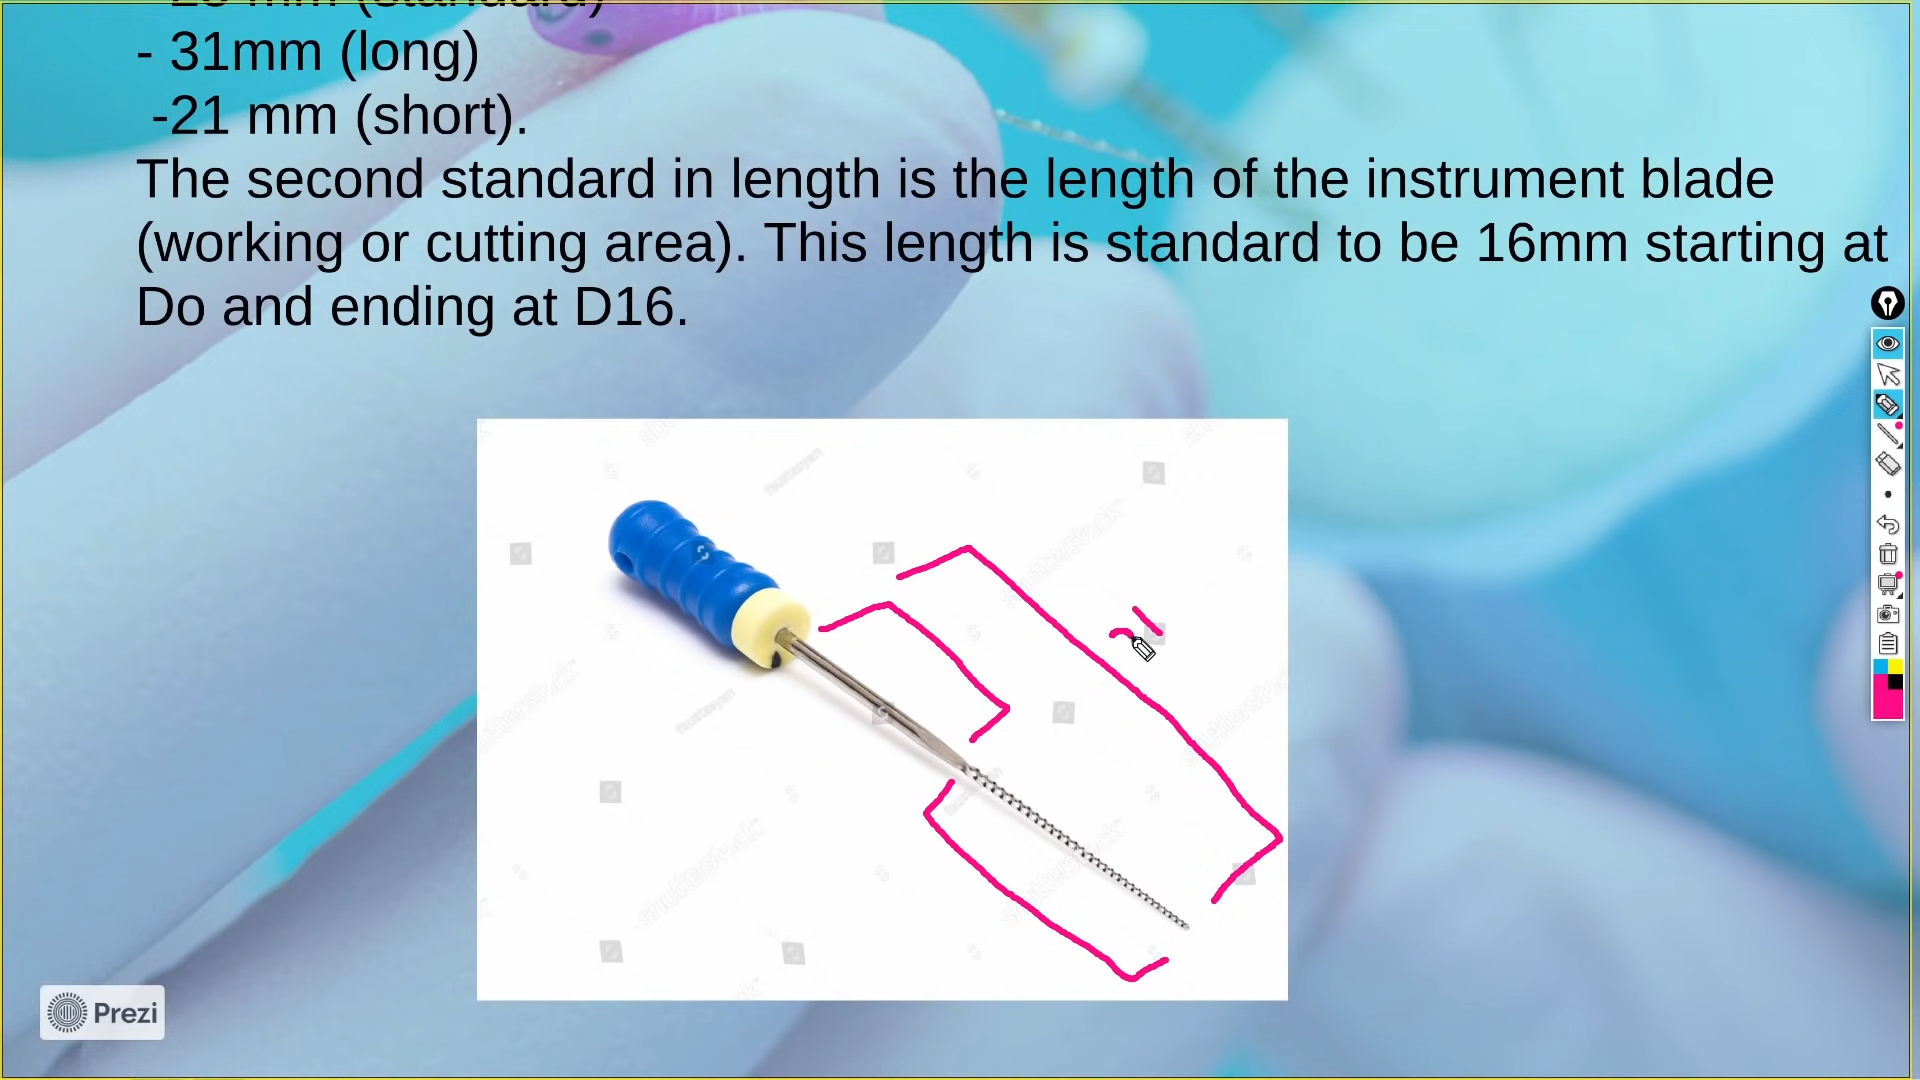 - 31mm (long)
-21 mm (short).
The second standard in length is the length of the instrument blade
(working or cutting area). This length is standard to be 16mm starting at
Do and ending at D16.
shutterstock
Prezi